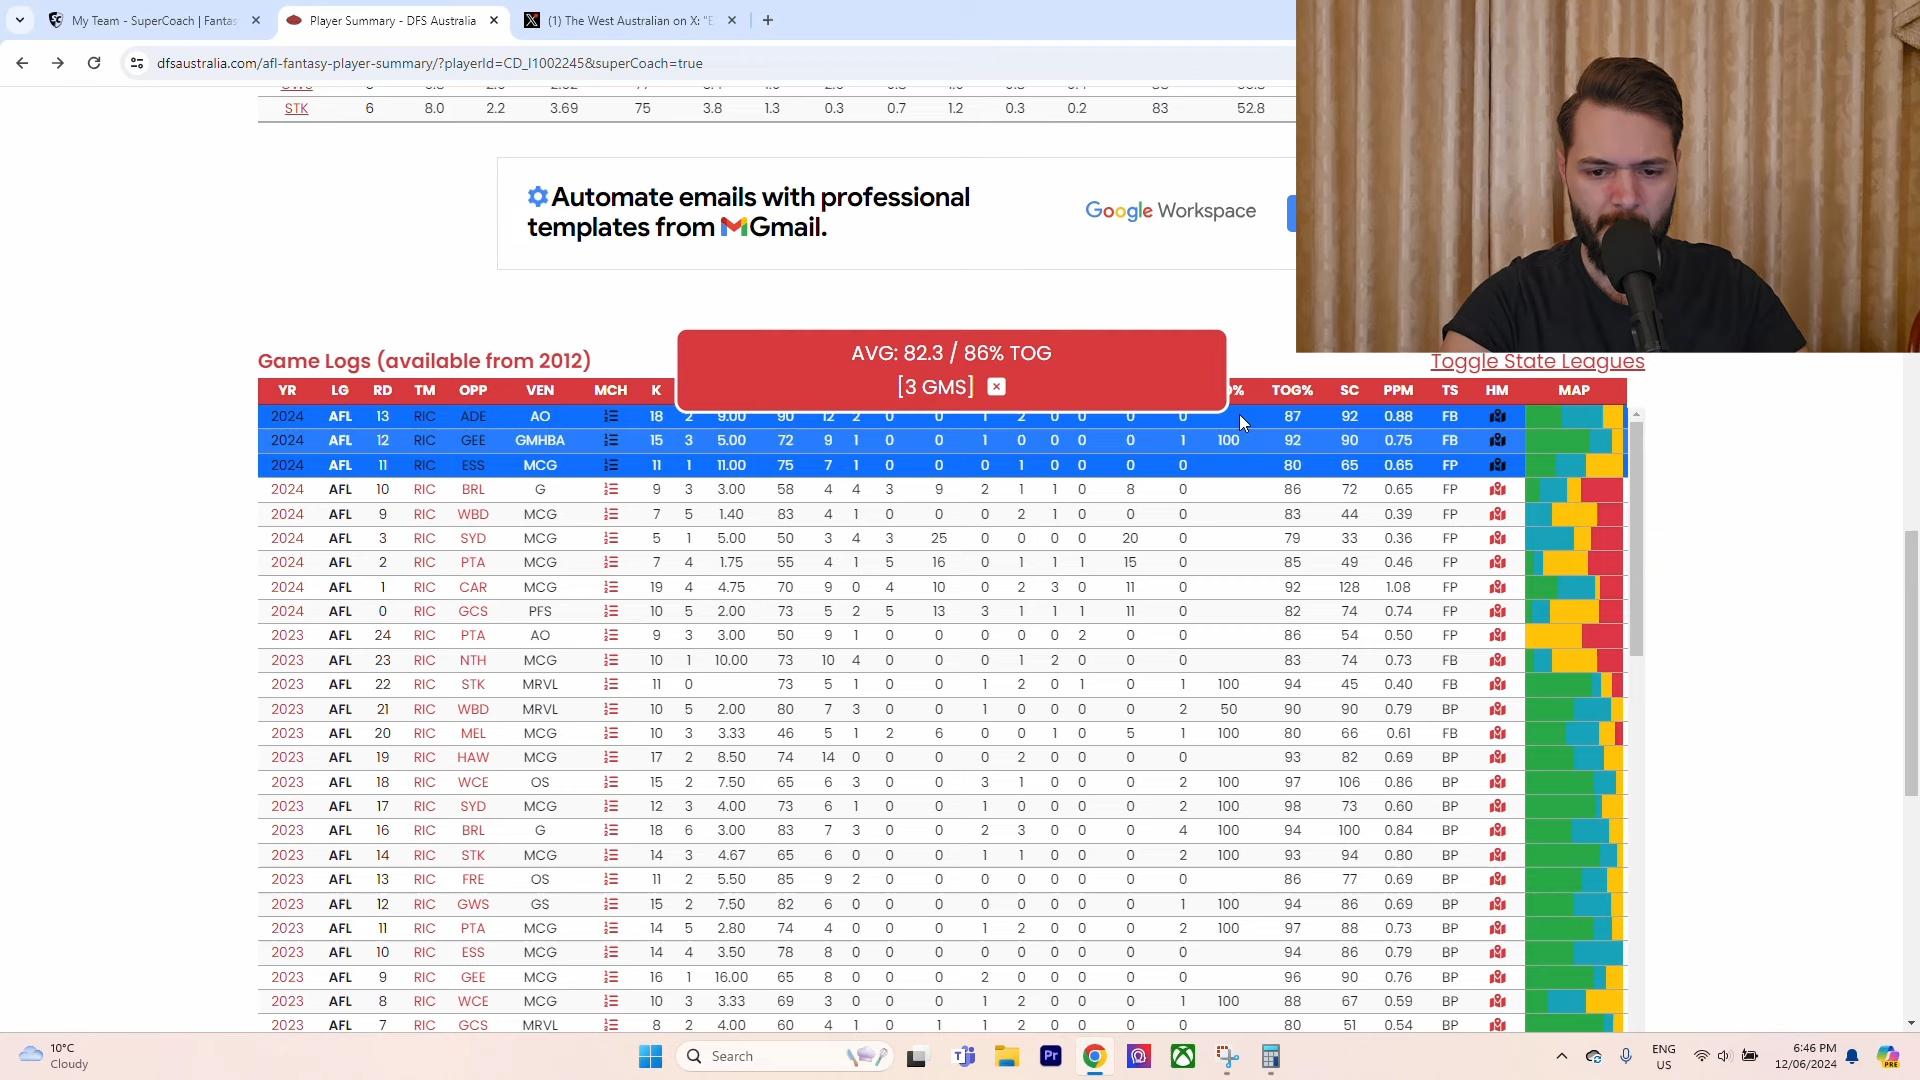 My Team - SuperCoach | Fantas
Player Summary - DFS Australia
(1) The West Australian on X: "E
dfsaustralia.com/afl-fantasy-player-summary/?playerId=CD_I1002245&superCoach=true
STK 6 8.0 2.2 3.69 75 3.8 1.3 0.3 0.7 1.2 0.3 0.2 83 52.8
Automate emails with professional
templates from Gmail.
Google Workspace
Game Logs (available from 2012)
Toggle State Leagues
AVG: 82.3 / 86% TOG
[3 GMS]
YR LG RD TM OPP VEN MCH K TOG% SC PPM TS HM MAP
2024 AFL 13 RIC ADE AO 18 2 9.00 90 12 2 0 0 1 2 0 0 0 0 87 92 0.88 FB
2024 AFL 12 RIC GEE GMHBA 15 3 5.00 72 9 1 0 0 1 0 0 0 0 1 100 92 90 0.75 FB
2024 AFL 11 RIC ESS MCG 11 1 11.00 75 7 1 0 0 0 1 0 0 0 0 80 65 0.65 FP
2024 AFL 10 RIC BRL G 9 3 3.00 58 4 4 3 9 2 1 1 0 8 0 86 72 0.65 FP
2024 AFL 9 RIC WBD MCG 7 5 1.40 83 4 1 0 0 0 2 1 0 0 0 83 44 0.39 FP
2024 AFL 3 RIC SYD MCG 5 1 5.00 50 3 4 3 25 0 0 0 0 20 0 79 33 0.36 FP
2024 AFL 2 RIC PTA MCG 7 4 1.75 55 4 1 5 16 0 1 1 1 15 0 85 49 0.46 FP
2024 AFL 1 RIC CAR MCG 19 4 4.75 70 9 0 4 10 0 2 3 0 11 0 92 128 1.08 FP
2024 AFL 0 RIC GCS PFS 10 5 2.00 73 5 2 5 13 3 1 1 1 11 0 82 74 0.74 FP
2023 AFL 24 RIC PTA AO 9 3 3.00 50 9 1 0 0 0 0 0 2 0 0 86 54 0.50 FP
2023 AFL 23 RIC NTH MCG 10 1 10.00 73 10 4 0 0 0 1 2 0 0 0 83 74 0.73 FB
2023 AFL 22 RIC STK MRVL 11 0 73 5 1 0 0 1 2 0 1 0 1 100 94 45 0.40 FB
2023 AFL 21 RIC WBD MRVL 10 5 2.00 80 7 3 0 0 1 0 0 0 0 2 50 90 90 0.79 BP
2023 AFL 20 RIC MEL MCG 10 3 3.33 46 5 1 2 6 0 0 1 0 5 1 100 80 66 0.61 FB
2023 AFL 19 RIC HAW MCG 17 2 8.50 74 14 0 0 0 0 2 0 0 0 0 93 82 0.69 BP
2023 AFL 18 RIC WCE OS 15 2 7.50 65 6 3 0 0 3 1 0 0 0 2 100 97 106 0.86 BP
2023 AFL 17 RIC SYD MCG 12 3 4.00 73 6 1 0 0 1 0 0 0 0 2 100 98 73 0.60 BP
2023 AFL 16 RIC BRL G 18 6 3.00 83 7 3 0 0 2 3 0 0 0 4 100 94 100 0.84 BP
2023 AFL 14 RIC STK MCG 14 3 4.67 65 6 0 0 0 1 1 0 0 0 2 100 93 94 0.80 BP
2023 AFL 13 RIC FRE OS 11 2 5.50 85 9 2 0 0 0 0 0 0 0 0 86 77 0.69 BP
2023 AFL 12 RIC GWS GS 15 2 7.50 82 6 0 0 0 0 0 0 0 0 1 100 94 86 0.69 BP
2023 AFL 11 RIC PTA MCG 14 5 2.80 74 4 0 0 0 1 2 0 0 0 2 100 97 88 0.73 BP
2023 AFL 10 RIC ESS MCG 14 4 3.50 78 8 0 0 0 0 0 0 0 0 0 94 86 0.79 BP
2023 AFL 9 RIC GEE MCG 16 1 16.00 65 8 0 0 0 2 0 0 0 0 0 96 90 0.76 BP
2023 AFL 8 RIC WCE MCG 10 3 3.33 69 3 0 0 0 1 2 0 0 0 1 100 88 67 0.59 BP
2023 AFL 7 RIC GCS MRVL 8 2 4.00 60 4 1 0 1 1 2 0 0 0 0 80 51 0.54 BP
10°C
Cloudy
Search
Pr
ENG
US
6:46 PM
12/06/2024
PRE